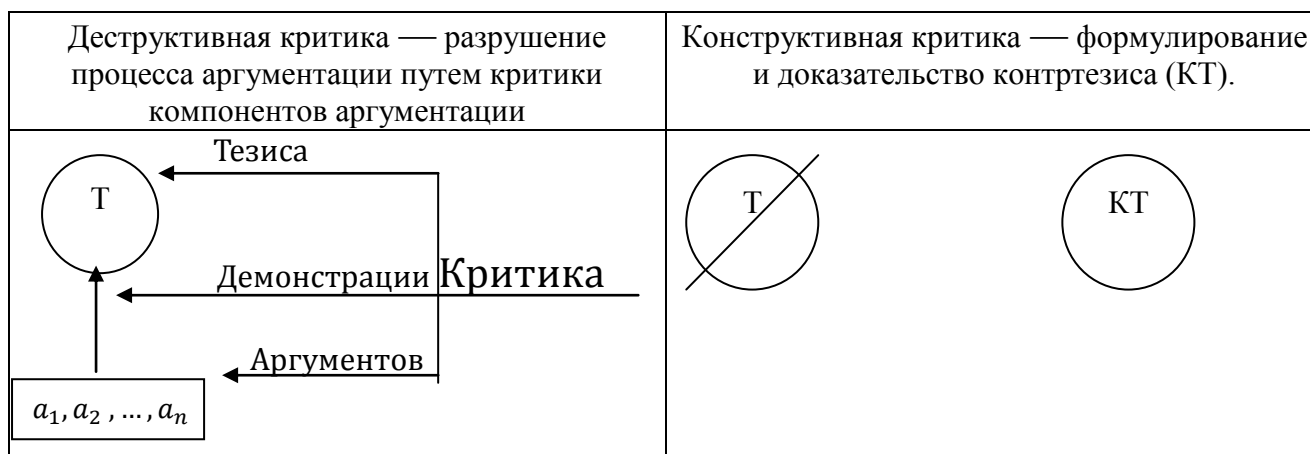 Деструктивная критика — разрушение
процесса аргументации путем критики
компонентов аргументации
Конструктивная критика — формулирование
и доказательство контртезиса (КТ).
Тезиса
Т
Демонстрации Критика
Аргументов
a₁, a₂ , … , aₙ
Т
КТ